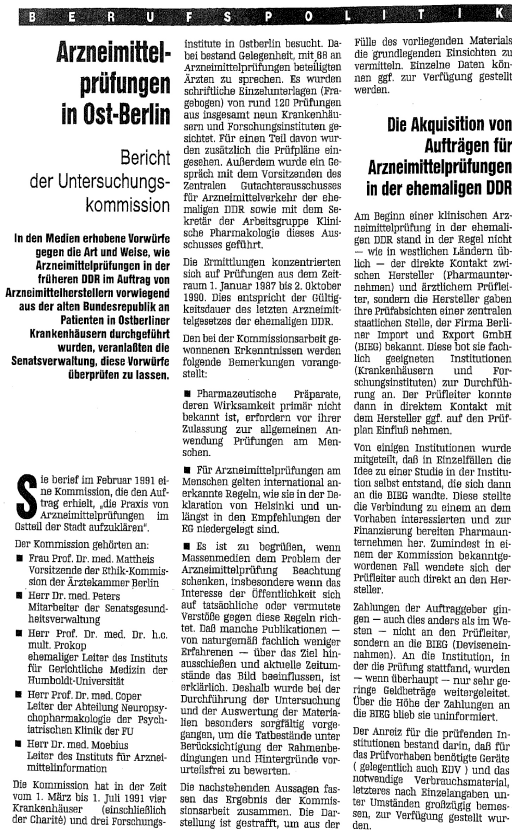 BERUFSPOLITIK
Arzneimittel-
prüfungen
in Ost-Berlin
Bericht
der Untersuchungs-
kommission
In den Medien erhobene Vorwürfe
gegen die Art und Weise, wie
Arzneimittelprüfungen in der
früheren DDR im Auftrag von
Arzneimittelherstellern vorwiegend
aus der alten Bundesrepublik an
Patienten in Ostberliner
Krankenhäusern durchgeführt
wurden, veranlaßten die
Senatsverwaltung, diese Vorwürfe
überprüfen zu lassen.
Sie berief im Februar 1991 ei-
ne Kommission, die den Auf-
trag erhielt, „die Praxis von
Arzneimittelprüfungen im
Ostteil der Stadt aufzuklären".
Der Kommission gehörten an:
■ Frau Prof. Dr. med. Mattheis
Vorsitzende der Ethik-Kommis-
sion der Ärztekammer Berlin
■ Herr Dr. med. Peters
Mitarbeiter der Senatsgesund-
heitsverwaltung
■ Herr Prof. Dr. med. Dr. h.c.
mult. Prokop
ehemaliger Leiter des Instituts
für Gerichtliche Medizin der
Humboldt-Universität
■ Herr Prof. Dr. med. Coper
Leiter der Abteilung Neuropsy-
chopharmakologie der Psych-
iatrischen Klinik der FU
■ Herr Dr. med. Moebius
Leiter des Instituts für Arznei-
mittelinformation
Die Kommission hat in der Zeit
vom 1. März bis 1. Juli 1991 vier
Krankenhäuser (einschließlich
der Charité) und drei Forschungs-
institute in Ostberlin besucht. Da-
bei bestand Gelegenheit, mit 68 an
Arzneimittelprüfungen beteiligten
Ärzten zu sprechen. Es wurden
schriftliche Einzelunterlagen (Fra-
gebogen) von rund 120 Prüfungen
aus insgesamt neun Krankenhäu-
sern und Forschungsinstituten ge-
sichtet. Für einen Teil davon wur-
den zusätzlich die Prüfpläne ein-
gesehen. Außerdem wurde ein Ge-
spräch mit dem Vorsitzenden des
Zentralen Gutachterausschusses
für Arzneimittelverkehr der ehe-
maligen DDR sowie mit dem Se-
kretär der Arbeitsgruppe Klini-
sche Pharmakologie dieses Aus-
schusses geführt.
Die Ermittlungen konzentrierten
sich auf Prüfungen aus dem Zeit-
raum 1. Januar 1987 bis 2. Oktober
1990. Dies entspricht der Gültig-
keitsdauer des letzten Arzneimit-
telgesetzes der ehemaligen DDR.
Den bei der Kommissionsarbeit ge-
wonnenen Erkenntnissen werden
folgende Bemerkungen vorange-
stellt:
■ Pharmazeutische Präparate,
deren Wirksamkeit primär nicht
bekannt ist, erfordern vor ihrer
Zulassung zur allgemeinen An-
wendung Prüfungen am Men-
schen.
■ Für Arzneimittelprüfungen am
Menschen gelten international an-
erkannte Regeln, wie sie in der De-
klaration von Helsinki und un-
längst in den Empfehlungen der
EG niedergelegt sind.
■ Es ist zu begrüßen, wenn
Massenmedien dem Problem der
Arzneimittelprüfung Beachtung
schenken, insbesondere wenn das
Interesse der Öffentlichkeit sich
auf tatsächliche oder vermutete
Verstöße gegen diese Regeln rich-
tet. Daß manche Publikationen –
von naturgemäß fachlich weniger
Erfahrenen – über das Ziel hin-
ausschießen und aktuelle Zeitum-
stände das Bild beeinflussen, ist
erklärlich. Deshalb wurde bei der
Durchführung der Untersuchung
und der Auswertung der Materia-
lien besonders sorgfältig vorge-
gangen, um die Tatbestände unter
Berücksichtigung der Rahmenbe-
dingungen und Hintergründe vor-
urteilsfrei zu bewerten.
Die nachstehenden Aussagen fas-
sen das Ergebnis der Kommis-
sionsarbeit zusammen. Die Dar-
stellung ist gestrafft, um aus der
Fülle des vorliegenden Materials
die grundlegenden Einsichten zu
vermitteln. Einzelne Daten kön-
nen ggf. zur Verfügung gestellt
werden.
Die Akquisition von
Aufträgen für
Arzneimittelprüfungen
in der ehemaligen DDR
Am Beginn einer klinischen Arz-
neimittelprüfung in der ehemali-
gen DDR stand in der Regel nicht
– wie in westlichen Ländern üb-
lich – der direkte Kontakt zwi-
schen Hersteller (Pharmaunter-
nehmen) und ärztlichem Prüflei-
ter, sondern die Hersteller gaben
ihre Prüfabsichten einer zentralen
staatlichen Stelle, der Firma Berli-
ner Import und Export GmbH
(BIEG) bekannt. Diese bot sie fach-
lich geeigneten Institutionen
(Krankenhäusern und For-
schungsinstituten) zur Durchfüh-
rung an. Der Prüfleiter konnte
dann in direktem Kontakt mit
dem Hersteller ggf. auf den Prüf-
plan Einfluß nehmen.
Von einigen Institutionen wurde
mitgeteilt, daß in Einzelfällen die
Idee zu einer Studie in der Institu-
tion selbst entstand, die sich dann
an die BIEG wandte. Diese stellte
die Verbindung zu einem an dem
Vorhaben interessierten und zur
Finanzierung bereiten Pharmaun-
ternehmen her. Zumindest in ei-
nem der Kommission bekanntge-
wordenen Fall wendete sich der
Prüfleiter auch direkt an den Her-
steller.
Zahlungen der Auftraggeber gin-
gen – auch dies anders als im We-
sten – nicht an den Prüfleiter,
sondern an die BIEG (Deviseneinn-
nahmen). An die Institution, in
der die Prüfung stattfand, wurden
– wenn überhaupt – nur sehr ge-
ringe Geldbeträge weitergeleitet.
Über die Höhe der Zahlungen an
die BIEG blieb sie uninformiert.
Der Anreiz für die prüfenden In-
stitutionen bestand darin, daß für
das Prüfvorhaben benötigte Geräte
( gelegentlich auch EDV ) und das
notwendige Verbrauchsmaterial,
letzteres nach Einzelangaben un-
ter Umständen großzügig bemes-
sen, zur Verfügung gestellt wur-
den.